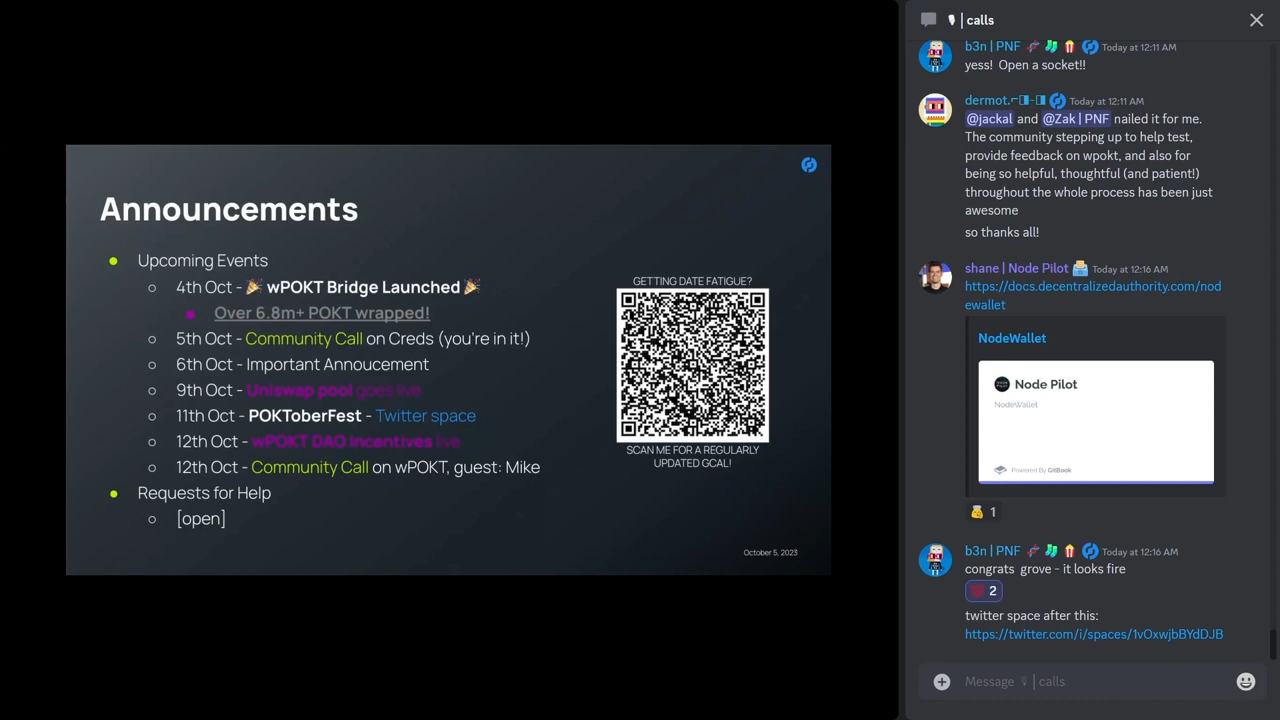 Announcements
Upcoming Events
4th Oct - 🎉 wPOKT Bridge Launched 🎉
Over 6.8m+ POKT wrapped!
5th Oct - Community Call on Creds (you're in it!)
6th Oct - Important Annoucement
9th Oct - Uniswap pool goes live
11th Oct - POKToberFest - Twitter space
12th Oct - wPOKT DAO Incentives live
12th Oct - Community Call on wPOKT, guest: Mike
Requests for Help
[open]
GETTING DATE FATIGUE?
SCAN ME FOR A REGULARLY
UPDATED GCAL!
October 5, 2023
calls
b3n | PNF Today at 12:11 AM
yess! Open a socket!!
dermot. Today at 12:11 AM
@jackal and @Zak | PNF nailed it for me.
The community stepping up to help test,
provide feedback on wpokt, and also for
being so helpful, thoughtful (and patient!)
throughout the whole process has been just
awesome
so thanks all!
shane | Node Pilot Today at 12:16 AM
https://docs.decentralizedauthority.com/nod
ewallet
NodeWallet
Node Pilot
NodeWallet
Powered By GitBook
1
b3n | PNF Today at 12:16 AM
congrats grove - it looks fire
2
twitter space after this:
https://twitter.com/i/spaces/1vOxwjbBYdDJB
Message calls